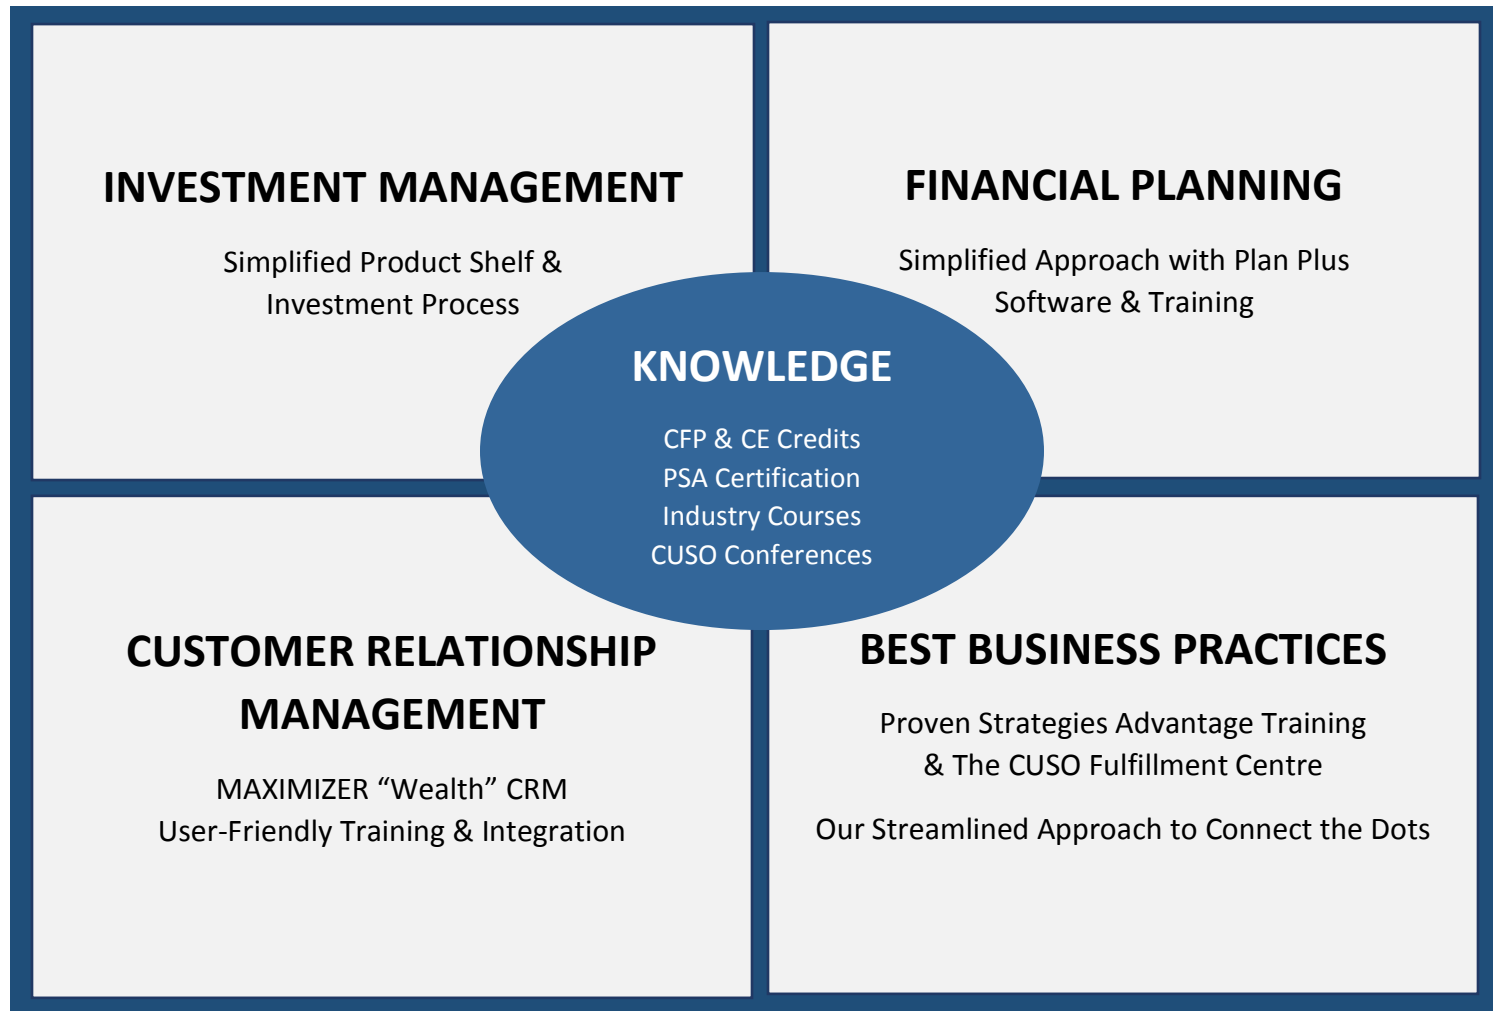 INVESTMENT MANAGEMENT
Simplified Product Shelf &
Investment Process
FINANCIAL PLANNING
Simplified Approach with Plan Plus
Software & Training
KNOWLEDGE
CFP & CE Credits
PSA Certification
Industry Courses
CUSO Conferences
CUSTOMER RELATIONSHIP
MANAGEMENT
MAXIMIZER “Wealth” CRM
User-Friendly Training & Integration
BEST BUSINESS PRACTICES
Proven Strategies Advantage Training
& The CUSO Fulfillment Centre
Our Streamlined Approach to Connect the Dots